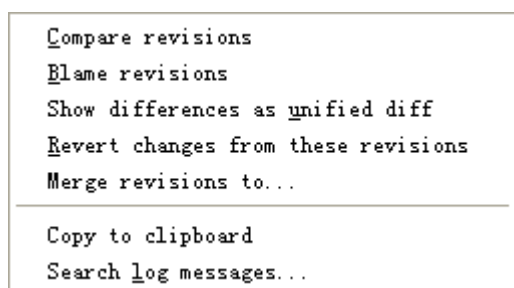 Compare revisions
Blame revisions
Show differences as unified diff
Revert changes from these revisions
Merge revisions to...
Copy to clipboard
Search log messages...